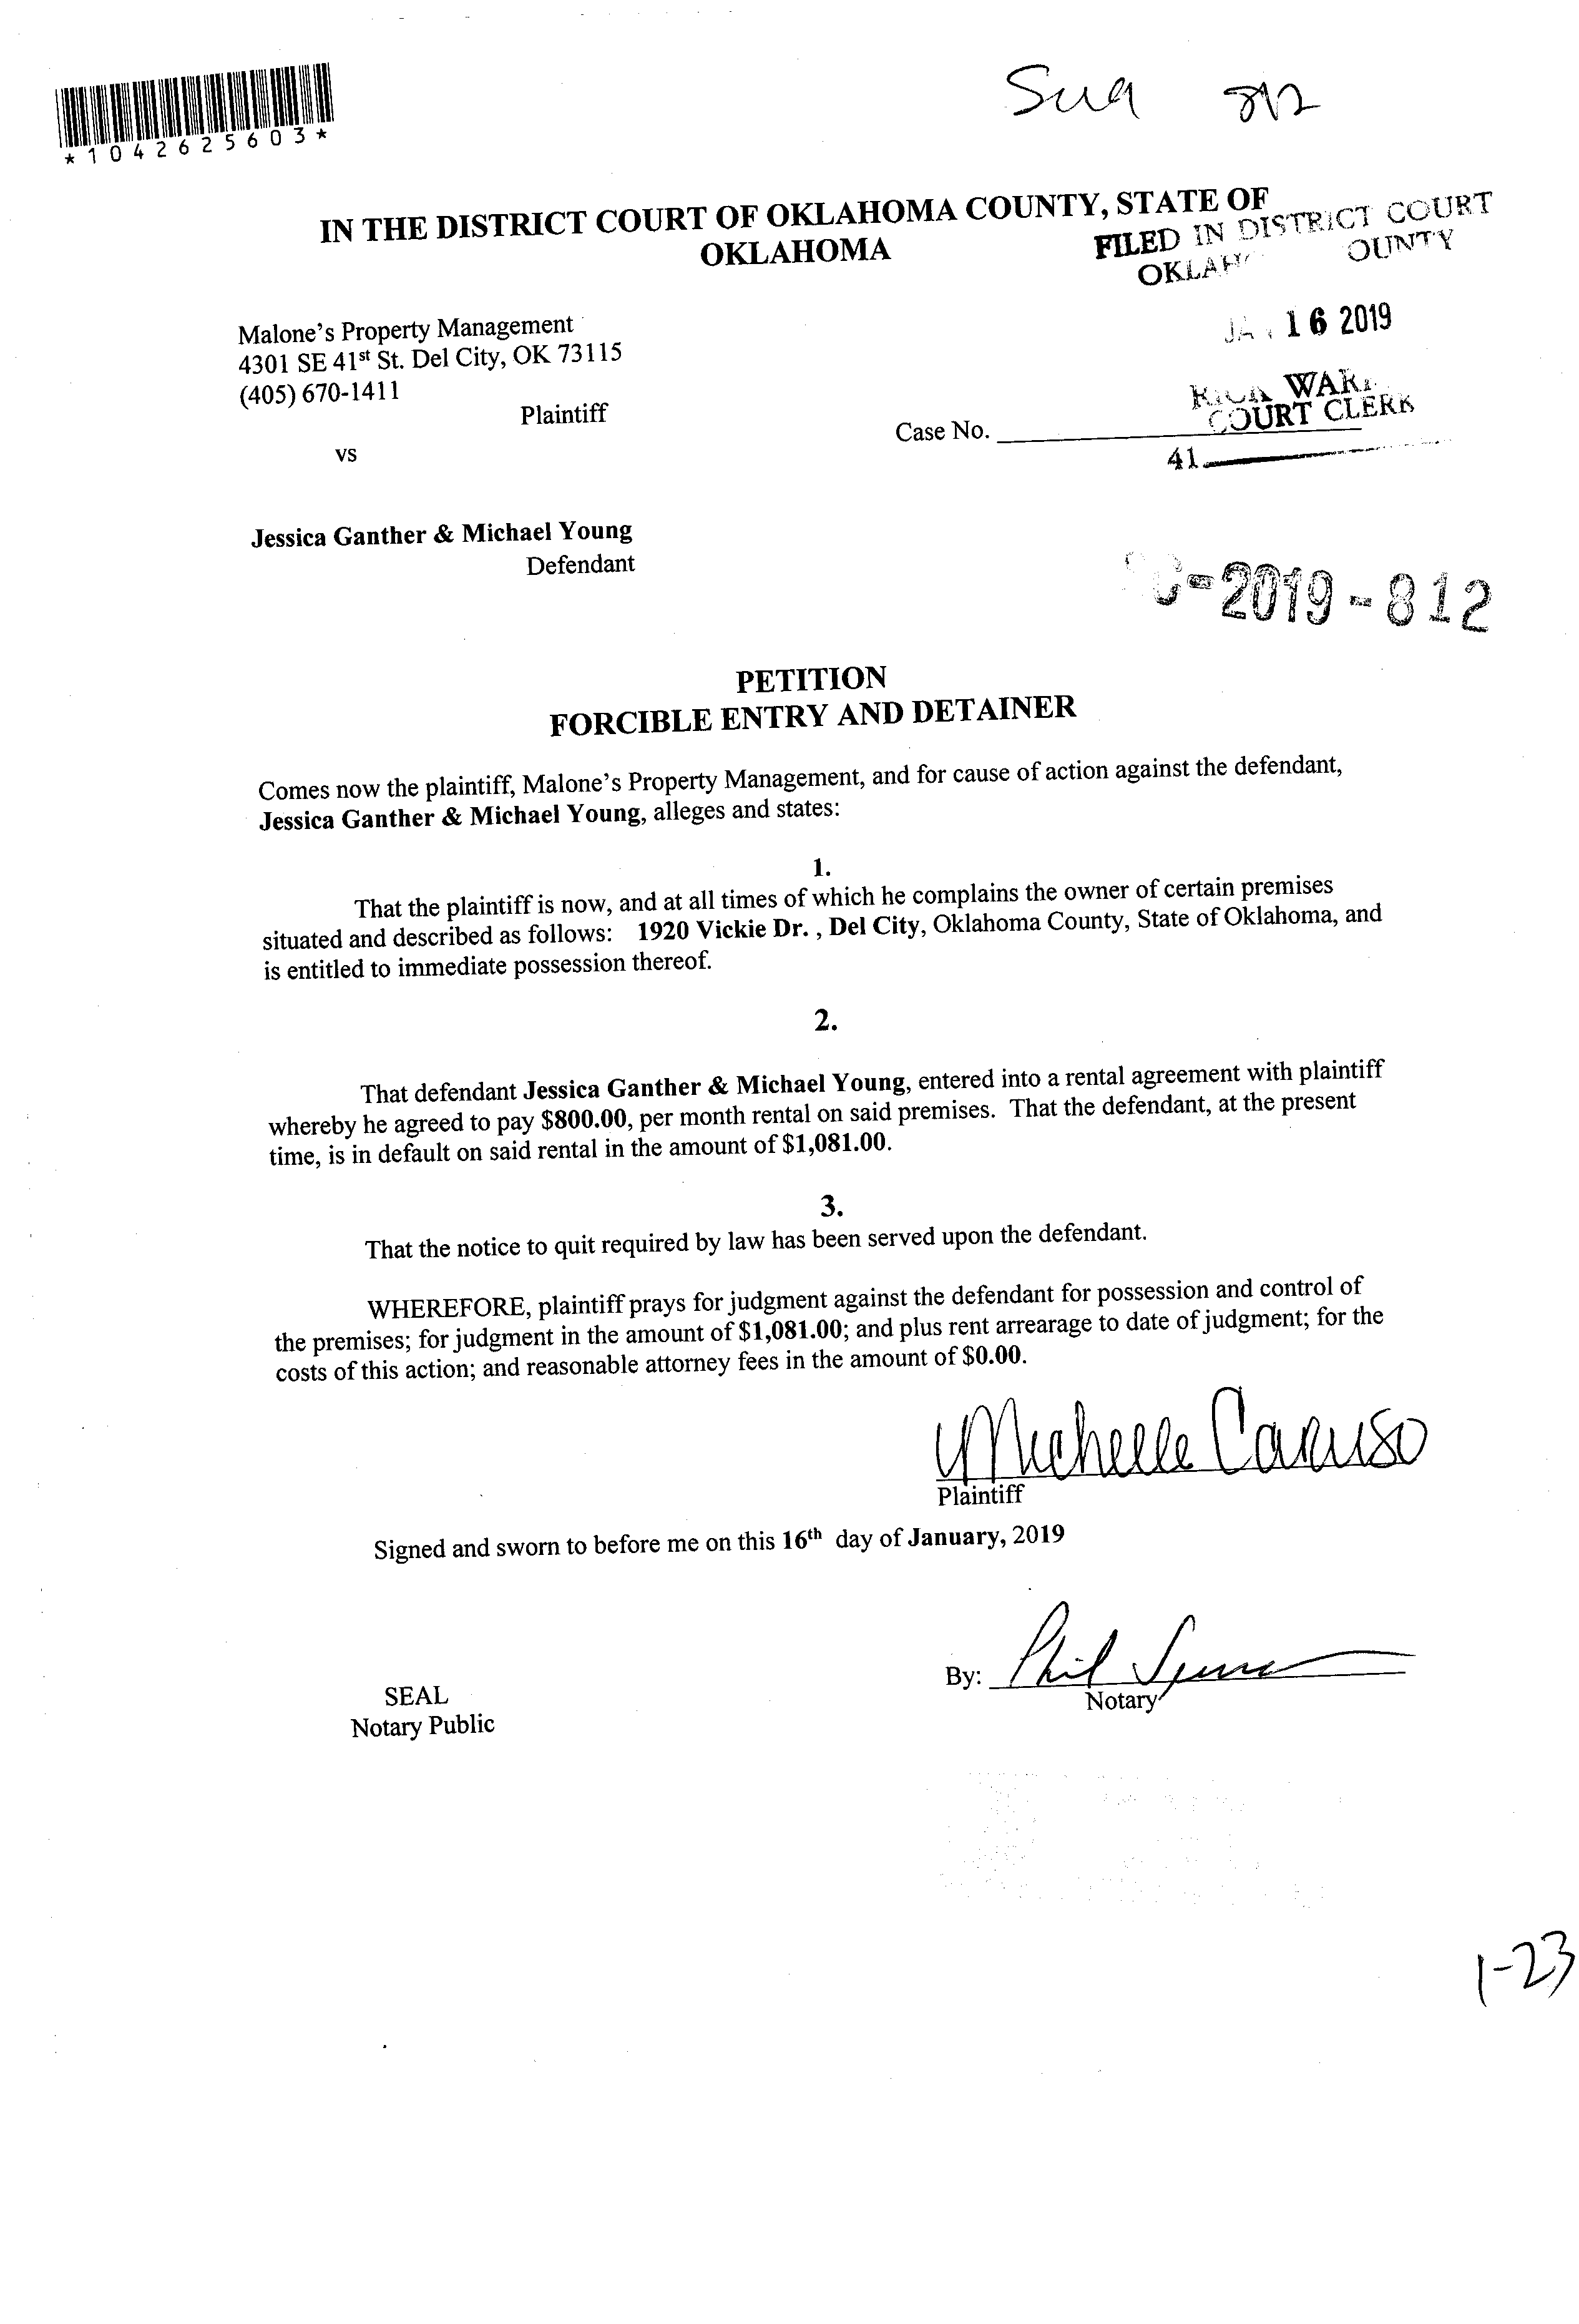 *1042625603*
812
IN THE DISTRICT COURT OF OKLAHOMA COUNTY, STATE OF
OKLAHOMA
FILED IN DISTRICT COURT
OUNTY
16 2019
Malone's Property Management
4301 SE 41st St. Del City, OK 73115
(405) 670-1411
Plaintiff
COURT CLERK
Case No.
vs
41
Jessica Ganther & Michael Young
Defendant
-2019-812
PETITION
FORCIBLE ENTRY AND DETAINER
Comes now the plaintiff, Malone's Property Management, and for cause of action against the defendant,
Jessica Ganther & Michael Young, alleges and states:
1.
That the plaintiff is now, and at all times of which he complains the owner of certain premises
situated and described as follows: 1920 Vickie Dr. , Del City, Oklahoma County, State of Oklahoma, and
is entitled to immediate possession thereof.
2.
That defendant Jessica Ganther & Michael Young, entered into a rental agreement with plaintiff
whereby he agreed to pay $800.00, per month rental on said premises. That the defendant, at the present
time, is in default on said rental in the amount of $1,081.00.
3.
That the notice to quit required by law has been served upon the defendant.
WHEREFORE, plaintiff prays for judgment against the defendant for possession and control of
the premises; for judgment in the amount of $1,081.00; and plus rent arrearage to date of judgment; for the
costs of this action; and reasonable attorney fees in the amount of $0.00.
Michelle Caruso
Plaintiff
Signed and sworn to before me on this 16th day of January, 2019
By: Phil
Notary
SEAL
Notary Public
1-23